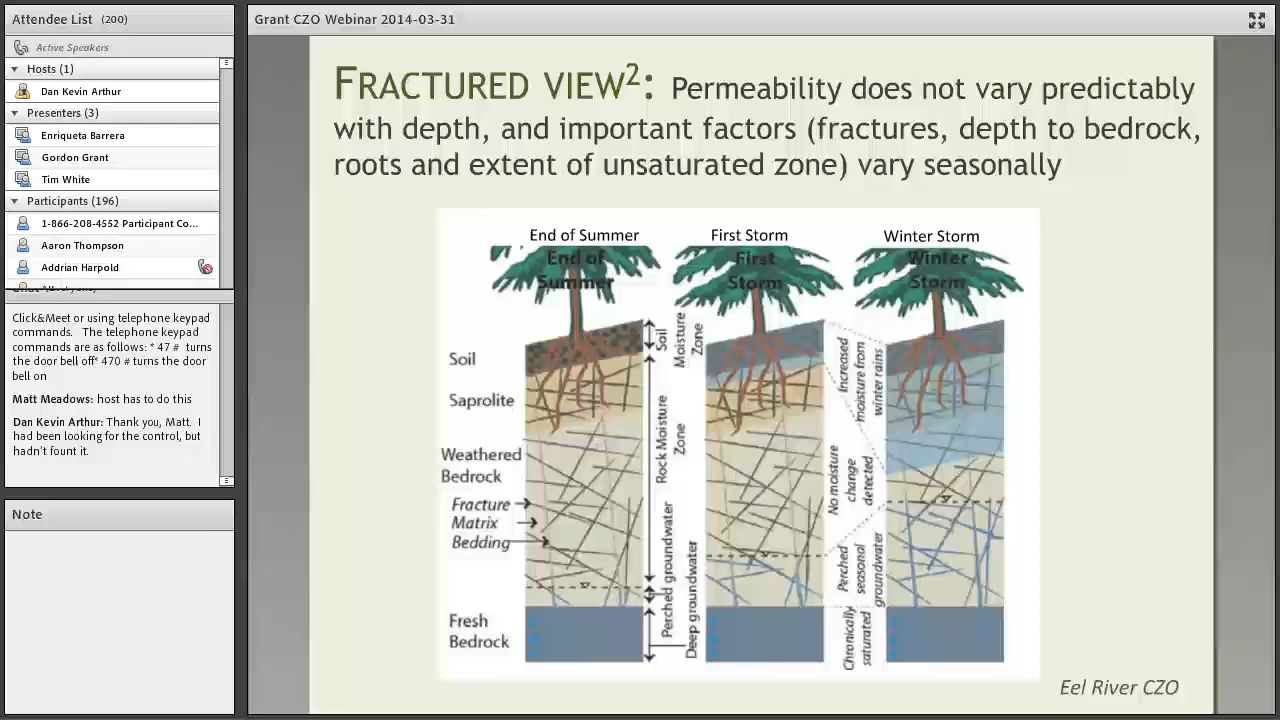 Attendee List (200)
Active Speakers
Hosts (1)
Dan Kevin Arthur
Presenters (3)
Enriqueta Barrera
Gordon Grant
Tim White
Participants (196)
1-866-208-4552 Participant Co...
Aaron Thompson
Addrian Harpold
Click&Meet or using telephone keypad
commands. The telephone keypad
commands are as follows: * 47 # turns
the door bell off* 470 # turns the door
bell on
Matt Meadows: host has to do this
Dan Kevin Arthur: Thank you Matt. I
had been looking for the control, but
hadn't fount it.
Note
Grant CZO Webinar 2014-03-31
FRACTURED VIEW2: Permeability does not vary predictably
with depth, and important factors (fractures, depth to bedrock,
roots and extent of unsaturated zone) vary seasonally
End of Summer
First Storm
Winter Storm
End of
Summer
First
Storm
Winter
Storm
Soil
Saprolite
Weathered
Bedrock
Fracture
Matrix
Bedding
Fresh
Bedrock
Soil
Moisture
Zone
Rock Moisture
Zone
Perched groundwater
Deep groundwater
Increased
moisture from
winter rains
No moisture
change
detected
Perched
seasonal
groundwater
Chronically
saturated
Eel River CZO